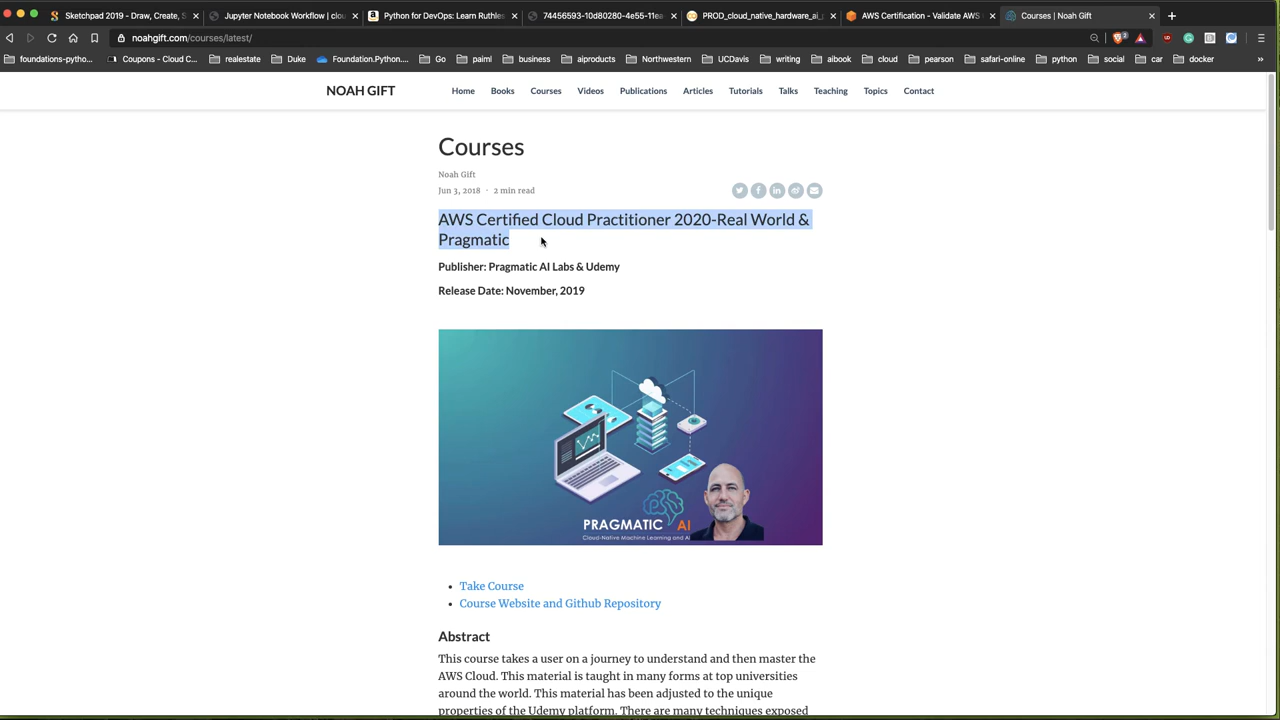 Sketchpad 2019 - Draw, Create, S
Jupyter Notebook Workflow | clou
Python for DevOps: Learn Ruthles
74456593-10d80280-4e55-11ea
PROD_cloud_native_hardware_ai_p
AWS Certification - Validate AWS
Courses | Noah Gift
noahgift.com/courses/latest/
foundations-pytho...
Coupons - Cloud C...
realestate
Duke
Foundation.Python....
Go
paiml
business
aiproducts
Northwestern
UCDavis
writing
aibook
cloud
pearson
safari-online
python
social
car
docker
NOAH GIFT
Home
Books
Courses
Videos
Publications
Articles
Tutorials
Talks
Teaching
Topics
Contact
Courses
Noah Gift
Jun 3, 2018 · 2 min read
AWS Certified Cloud Practitioner 2020-Real World &
Pragmatic
Publisher: Pragmatic AI Labs & Udemy
Release Date: November, 2019
PRAGMATIC AI
Cloud-Native Machine Learning and AI
Take Course
Course Website and Github Repository
Abstract
This course takes a user on a journey to understand and then master the
AWS Cloud. This material is taught in many forms at top universities
around the world. This material has been adjusted to the unique
properties of the Udemy platform. There are many techniques exposed